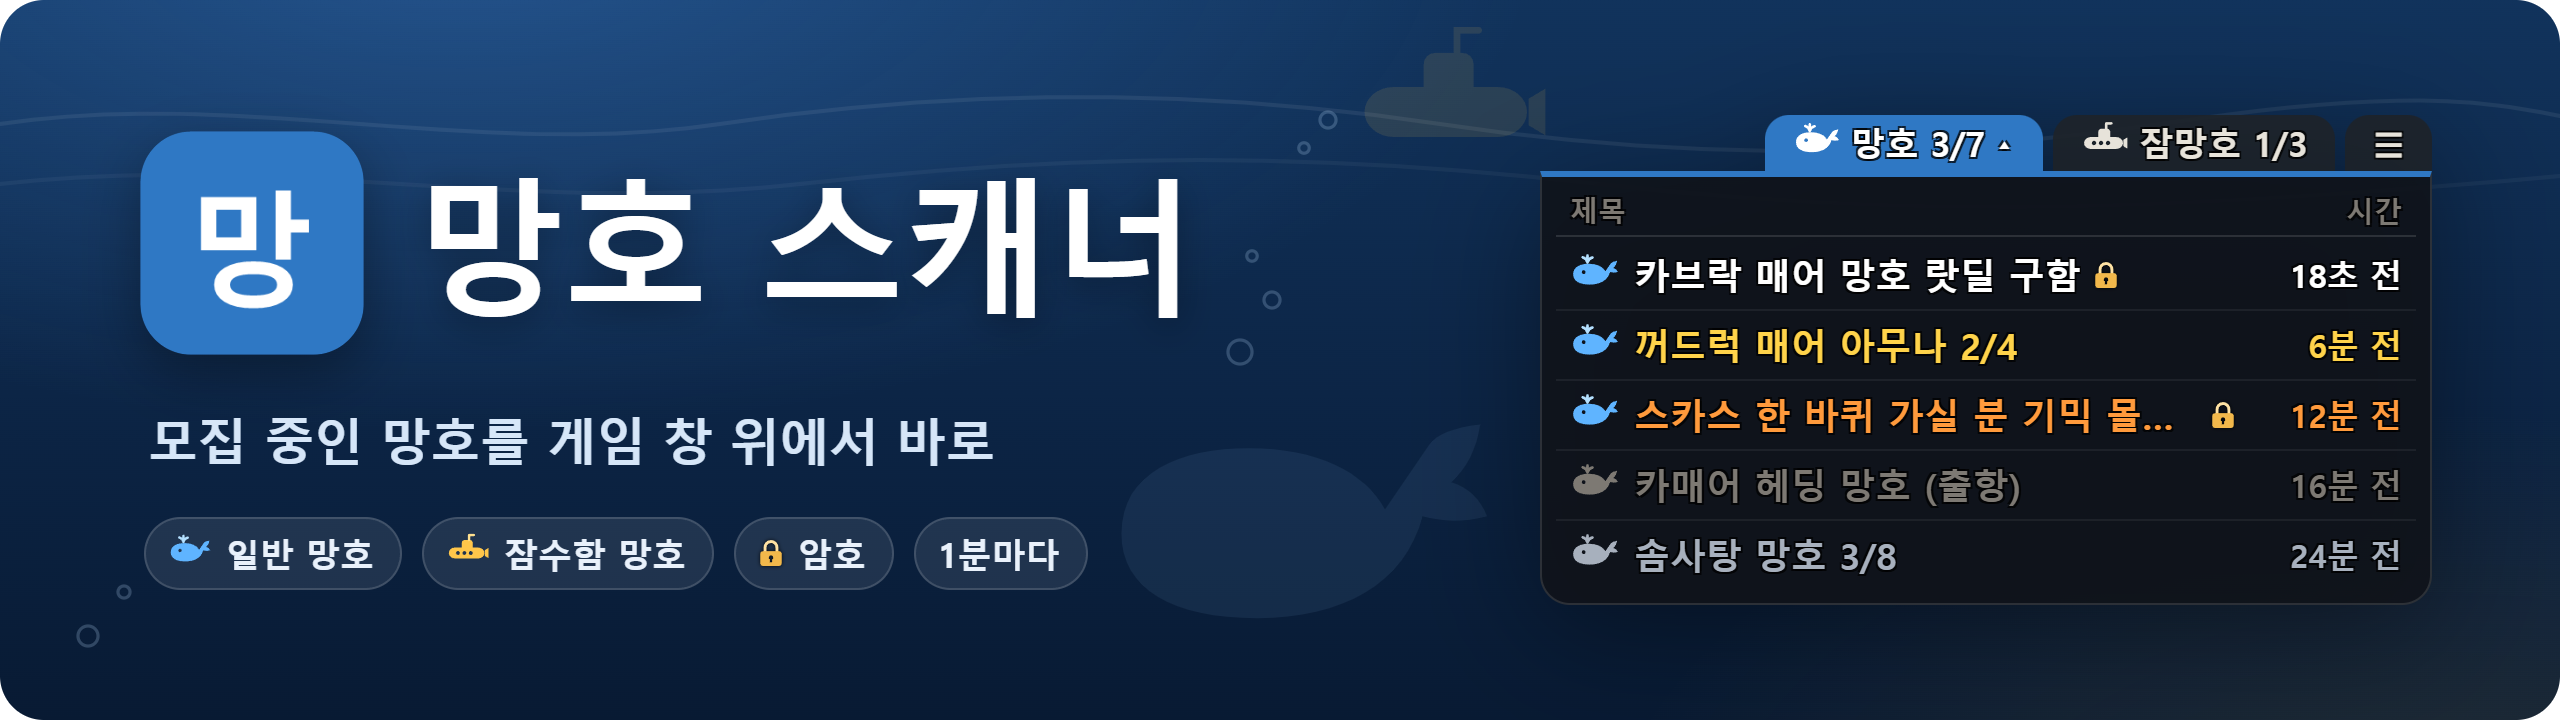 망
망호 스캐너
모집 중인 망호를 게임 창 위에서 바로
일반 망호 잠수함 망호 암호 1분마다
망호 3/7 잠망호 1/3
제목 시간
카브락 매어 망호 랏딜 구함 18초 전
꺼드럭 매어 아무나 2/4 6분 전
스카스 한 바퀴 가실 분 기믹 몰... 12분 전
카매어 헤딩 망호 (출항) 16분 전
솜사탕 망호 3/8 24분 전